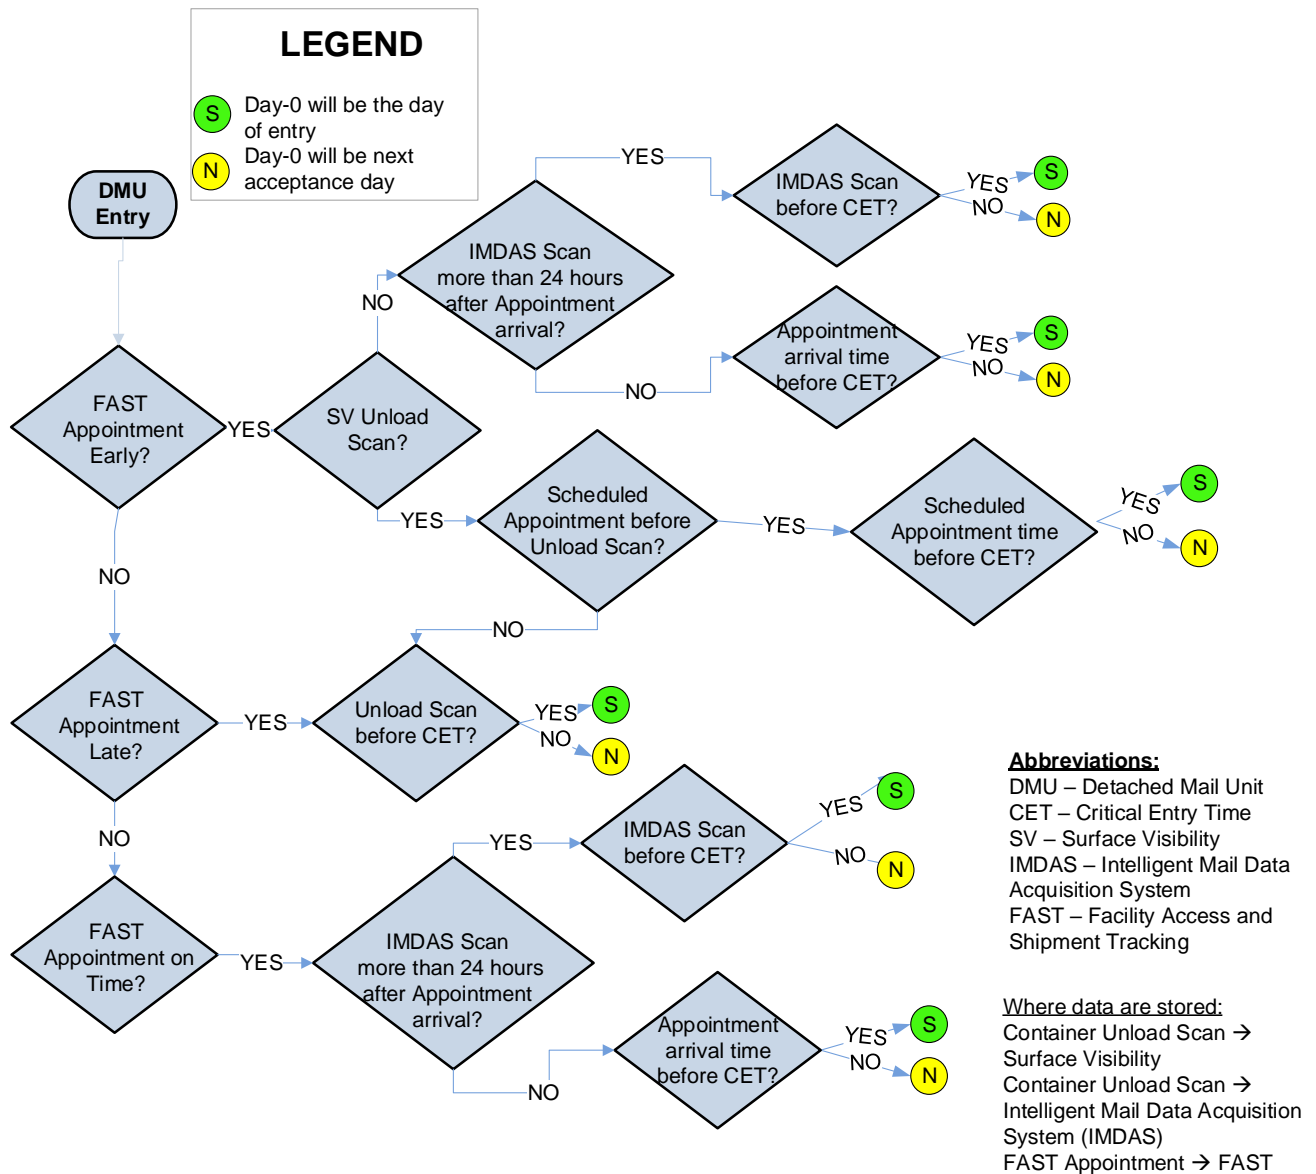 LEGEND
S
Day-0 will be the day
of entry
N
Day-0 will be next
acceptance day
DMU
Entry
FAST
Appointment
Early?
YES
SV Unload
Scan?
NO
IMDAS Scan
more than 24 hours
after Appointment
arrival?
YES
IMDAS Scan
before CET?
YES
S
NO
N
NO
Appointment
arrival time
before CET?
YES
S
NO
N
YES
Scheduled
Appointment before
Unload Scan?
YES
Scheduled
Appointment time
before CET?
YES
S
NO
N
NO
NO
FAST
Appointment
Late?
YES
Unload Scan
before CET?
YES
S
NO
N
NO
FAST
Appointment on
Time?
YES
IMDAS Scan
more than 24 hours
after Appointment
arrival?
YES
IMDAS Scan
before CET?
YES
S
NO
N
NO
Appointment
arrival time
before CET?
YES
S
NO
N
Abbreviations:
DMU – Detached Mail Unit
CET – Critical Entry Time
SV – Surface Visibility
IMDAS – Intelligent Mail Data
Acquisition System
FAST – Facility Access and
Shipment Tracking
Where data are stored:
Container Unload Scan →
Surface Visibility
Container Unload Scan →
Intelligent Mail Data Acquisition
System (IMDAS)
FAST Appointment → FAST